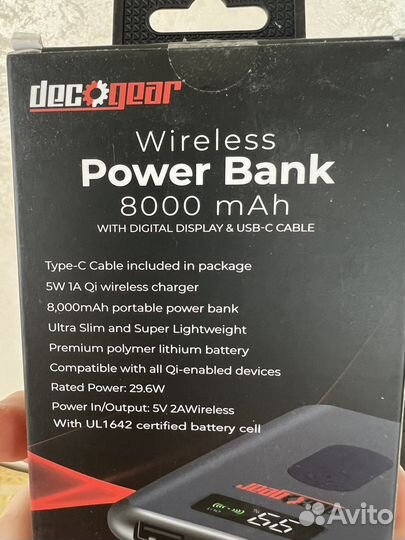 decogear
Wireless
Power Bank
8000 mAh
WITH DIGITAL DISPLAY & USB-C CABLE
Type-C Cable included in package
5W 1A Qi wireless charger
8,000mAh portable power bank
Ultra Slim and Super Lightweight
Premium polymer lithium battery
Compatible with all Qi-enabled devices
Rated Power: 29.6W
Power In/Output: 5V 2AWireless
With UL1642 certified battery cell
decogear
99%
Avito